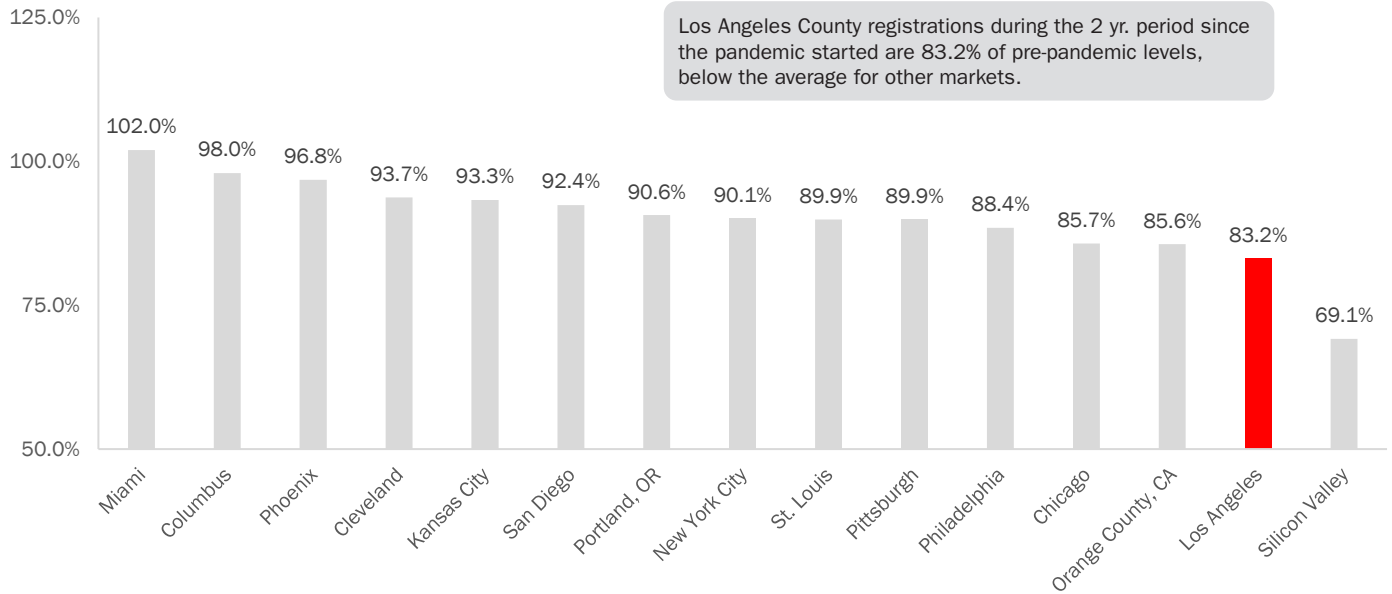 125.0%
Los Angeles County registrations during the 2 yr. period since
the pandemic started are 83.2% of pre-pandemic levels,
below the average for other markets.
102.0%
98.0%
96.8%
93.7%
93.3%
92.4%
90.6%
90.1%
89.9%
89.9%
88.4%
85.7%
85.6%
83.2%
69.1%
100.0%
75.0%
50.0%
Miami
Columbus
Phoenix
Cleveland
Kansas City
San Diego
Portland, OR
New York City
St. Louis
Pittsburgh
Philadelphia
Chicago
Orange County, CA
Los Angeles
Silicon Valley